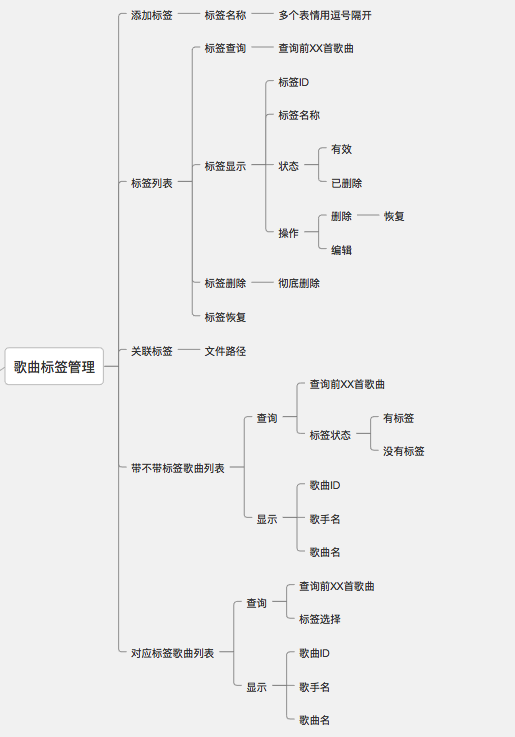 歌曲标签管理
添加标签
标签名称
多个表情用逗号隔开
标签列表
标签查询
查询前XX首歌曲
标签显示
标签ID
标签名称
状态
有效
已删除
操作
删除
恢复
编辑
标签删除
彻底删除
标签恢复
关联标签
文件路径
带不带标签歌曲列表
查询
查询前XX首歌曲
标签状态
有标签
没有标签
显示
歌曲ID
歌手名
歌曲名
对应标签歌曲列表
查询
查询前XX首歌曲
标签选择
显示
歌曲ID
歌手名
歌曲名